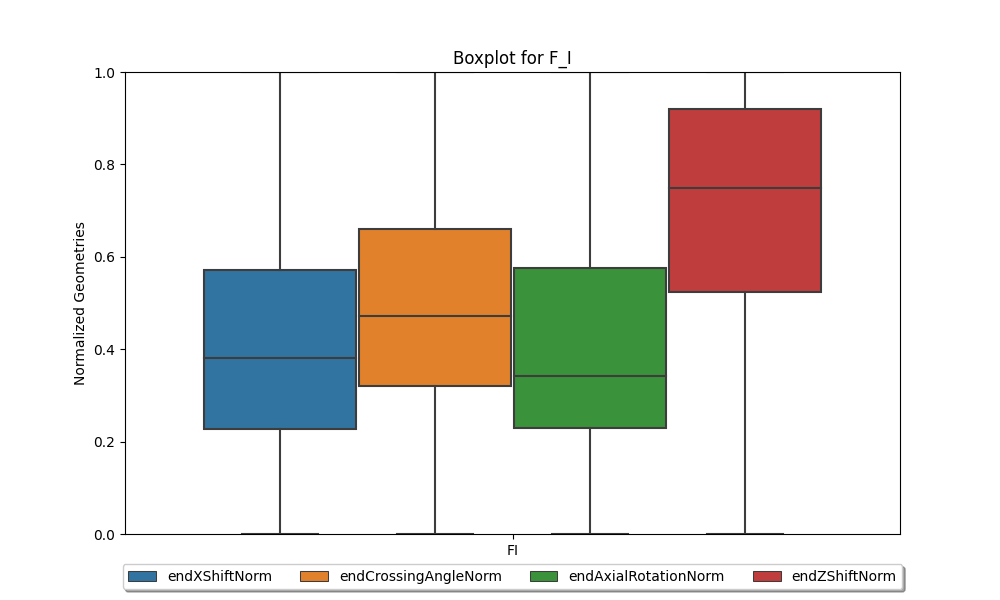 Boxplot for F_I
1.0
0.8
0.6
0.4
0.2
0.0
Normalized Geometries
FI
endXShiftNorm endCrossingAngleNorm endAxialRotationNorm endZShiftNorm